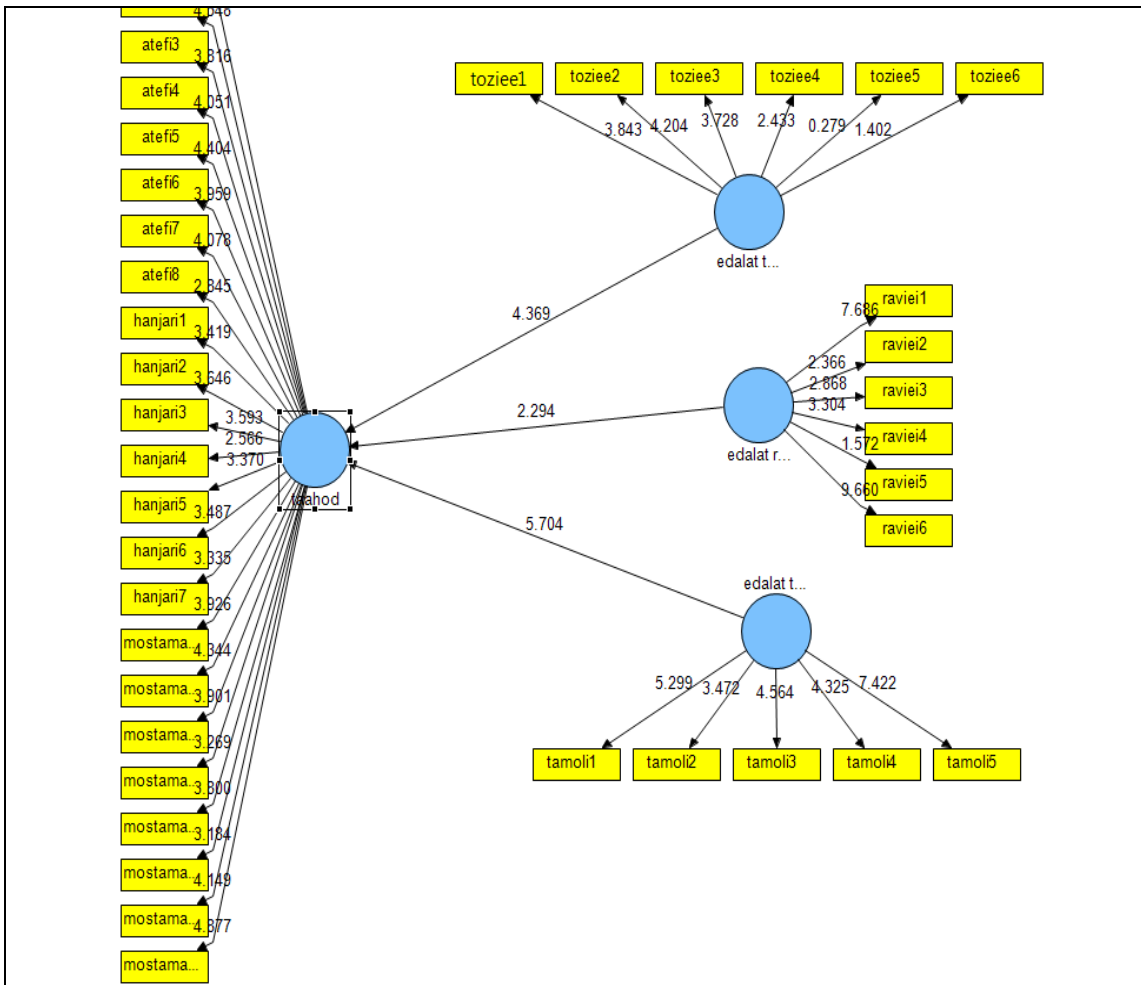 4.648
atefi3
3.816
atefi4
4.051
atefi5
4.404
atefi6
3.959
atefi7
4.078
atefi8
2.845
hanjari1
3.419
hanjari2
3.646
hanjari3
3.593
2.566
hanjari4
3.370
hanjari5
3.487
hanjari6
3.335
hanjari7
3.926
mostama...
4.344
mostama...
3.901
mostama...
3.269
mostama...
3.800
mostama...
3.184
mostama...
4.149
mostama...
4.877
mostama...
taahod
toziee1 toziee2 toziee3 toziee4 toziee5 toziee6
3.843 4.204 3.728 2.433 0.279 1.402
edalat t...
4.369
raviei1
7.686
raviei2
2.366
2.868
raviei3
3.304
raviei4
1.572
raviei5
9.660
raviei6
2.294
edalat r...
5.704
edalat t...
5.299 3.472 4.564 4.325 7.422
tamoli1 tamoli2 tamoli3 tamoli4 tamoli5